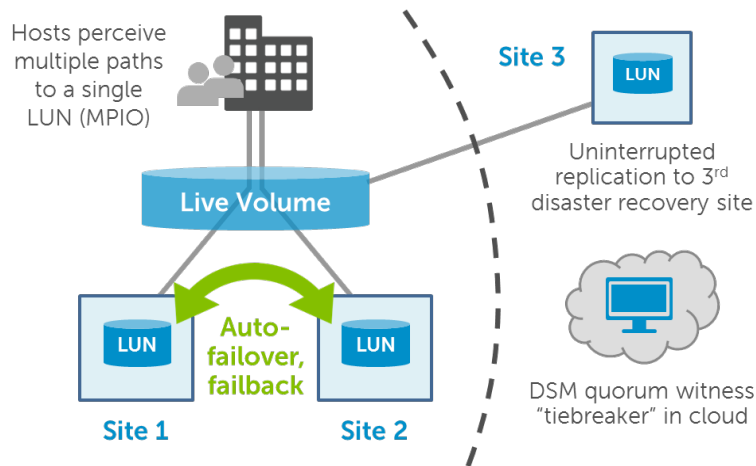 Hosts perceive
multiple paths
to a single
LUN (MPIO)
Site 3
LUN
Uninterrupted
replication to 3rd
disaster recovery site
Live Volume
Auto-
failover,
failback
LUN
LUN
Site 1
Site 2
DSM quorum witness
“tiebreaker” in cloud